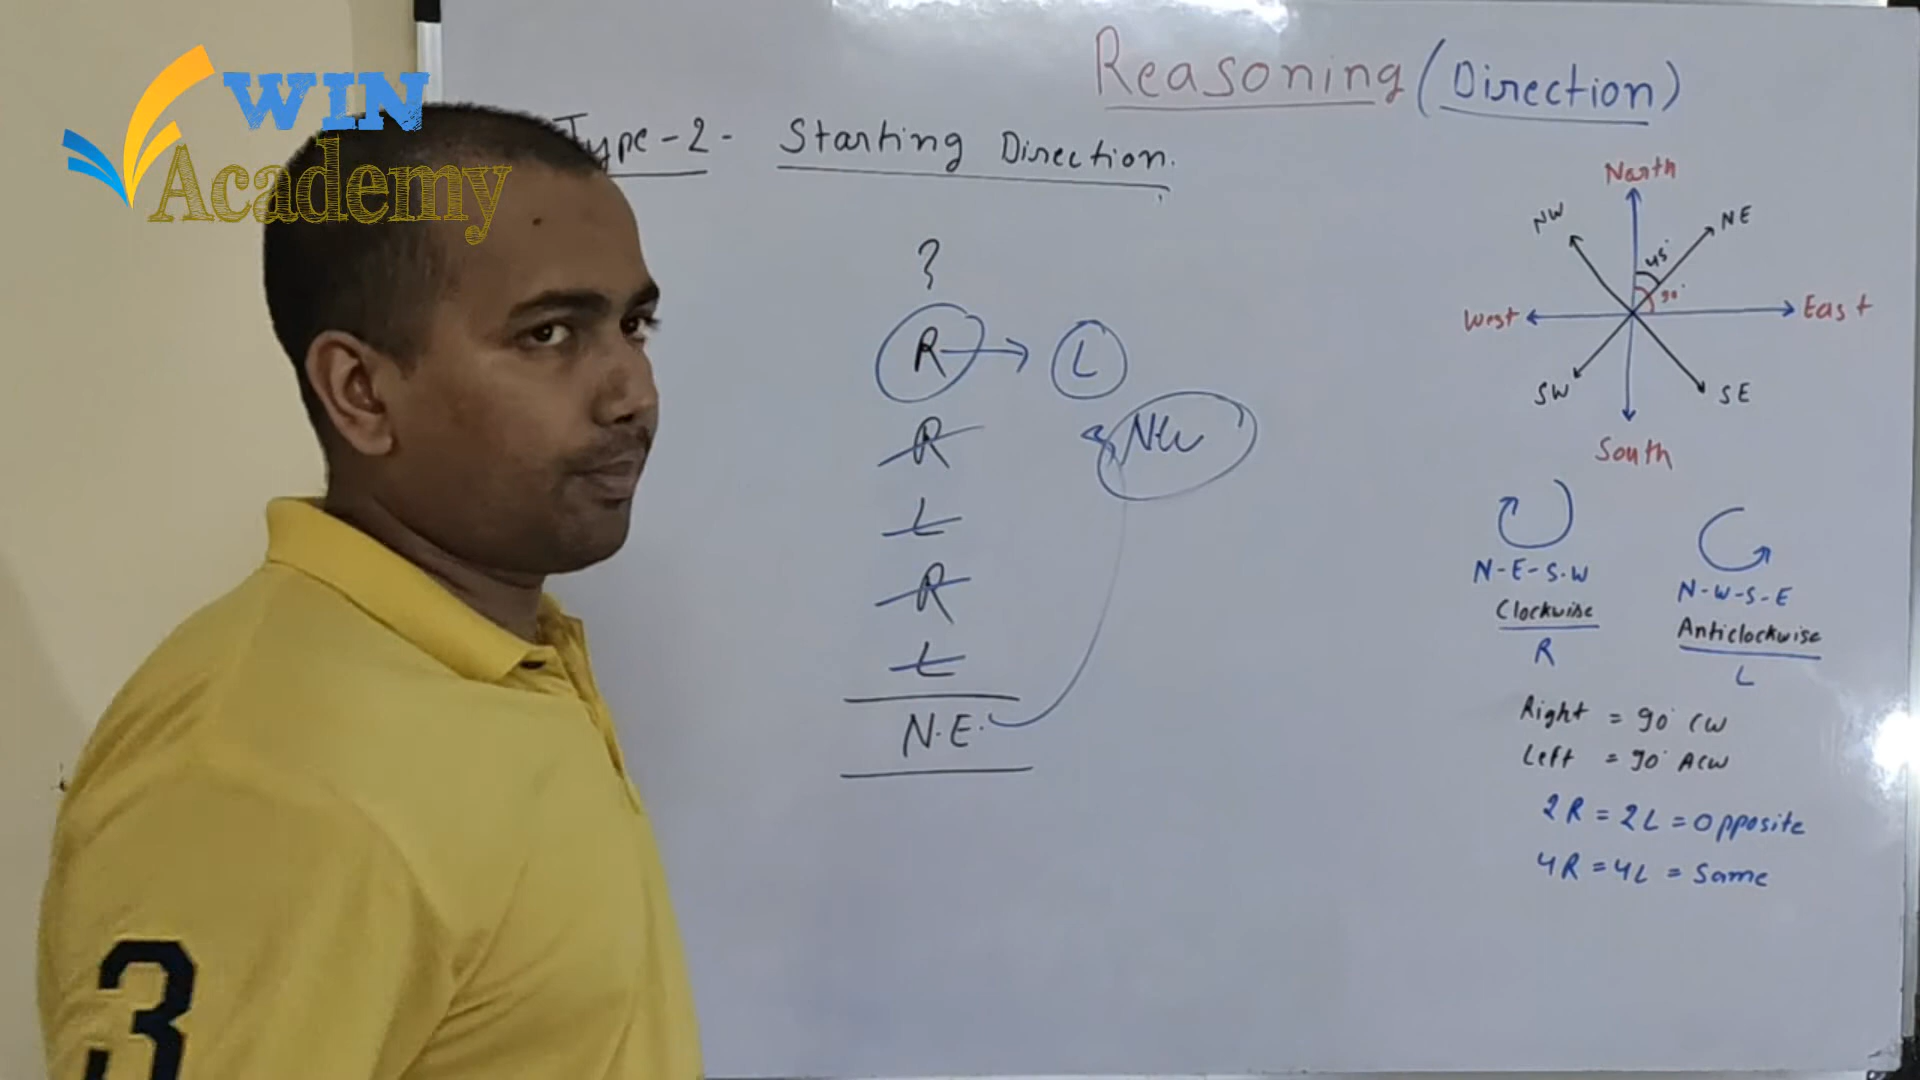 WIN
Academy
Reasoning (Direction)
Type-2- Starting Direction.
?
R → L
R
NW
L
R
L
N.E.
North
NW
NE
45°
90°
West
East
SW
SE
South
N-E-S-W
Clockwise
R
N-W-S-E
Anticlockwise
L
Right = 90° CW
Left = 90° ACW
2R = 2L = Opposite
4R = 4L = Same
3